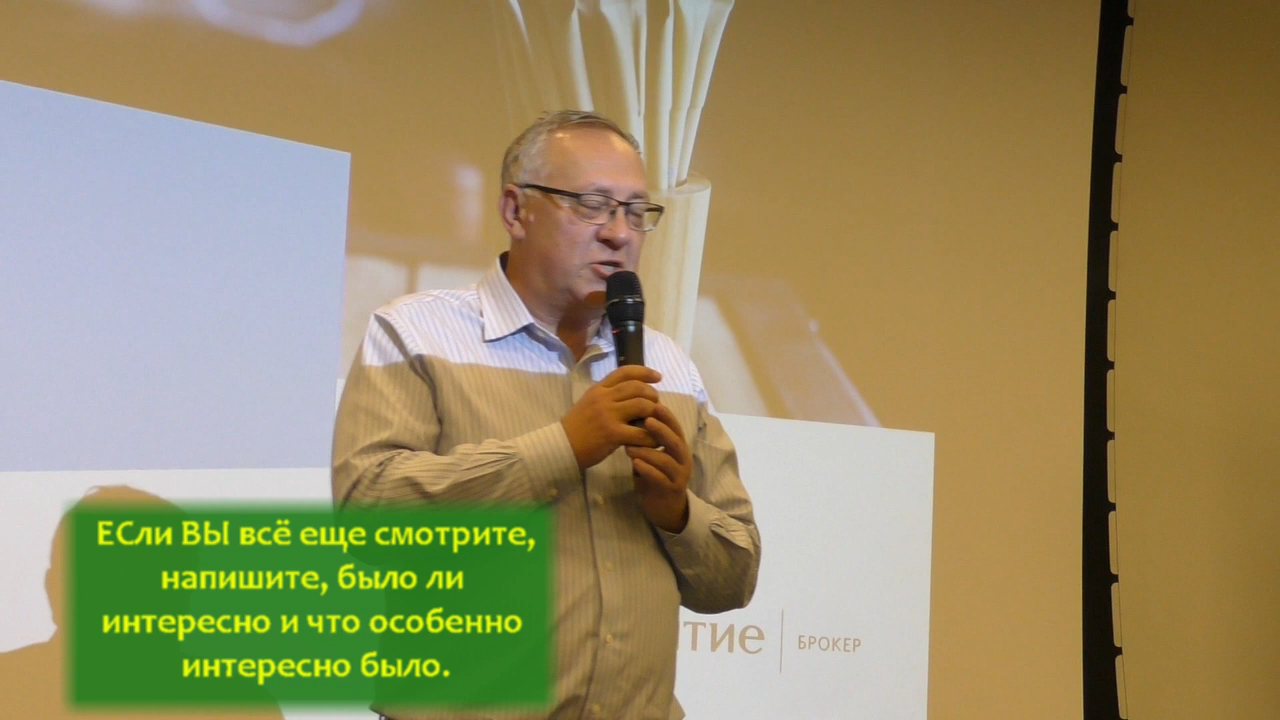 ЕСли ВЫ всё еще смотрите,
напишите, было ли
интересно и что особенно
интересно было.
тие
БРОКЕР